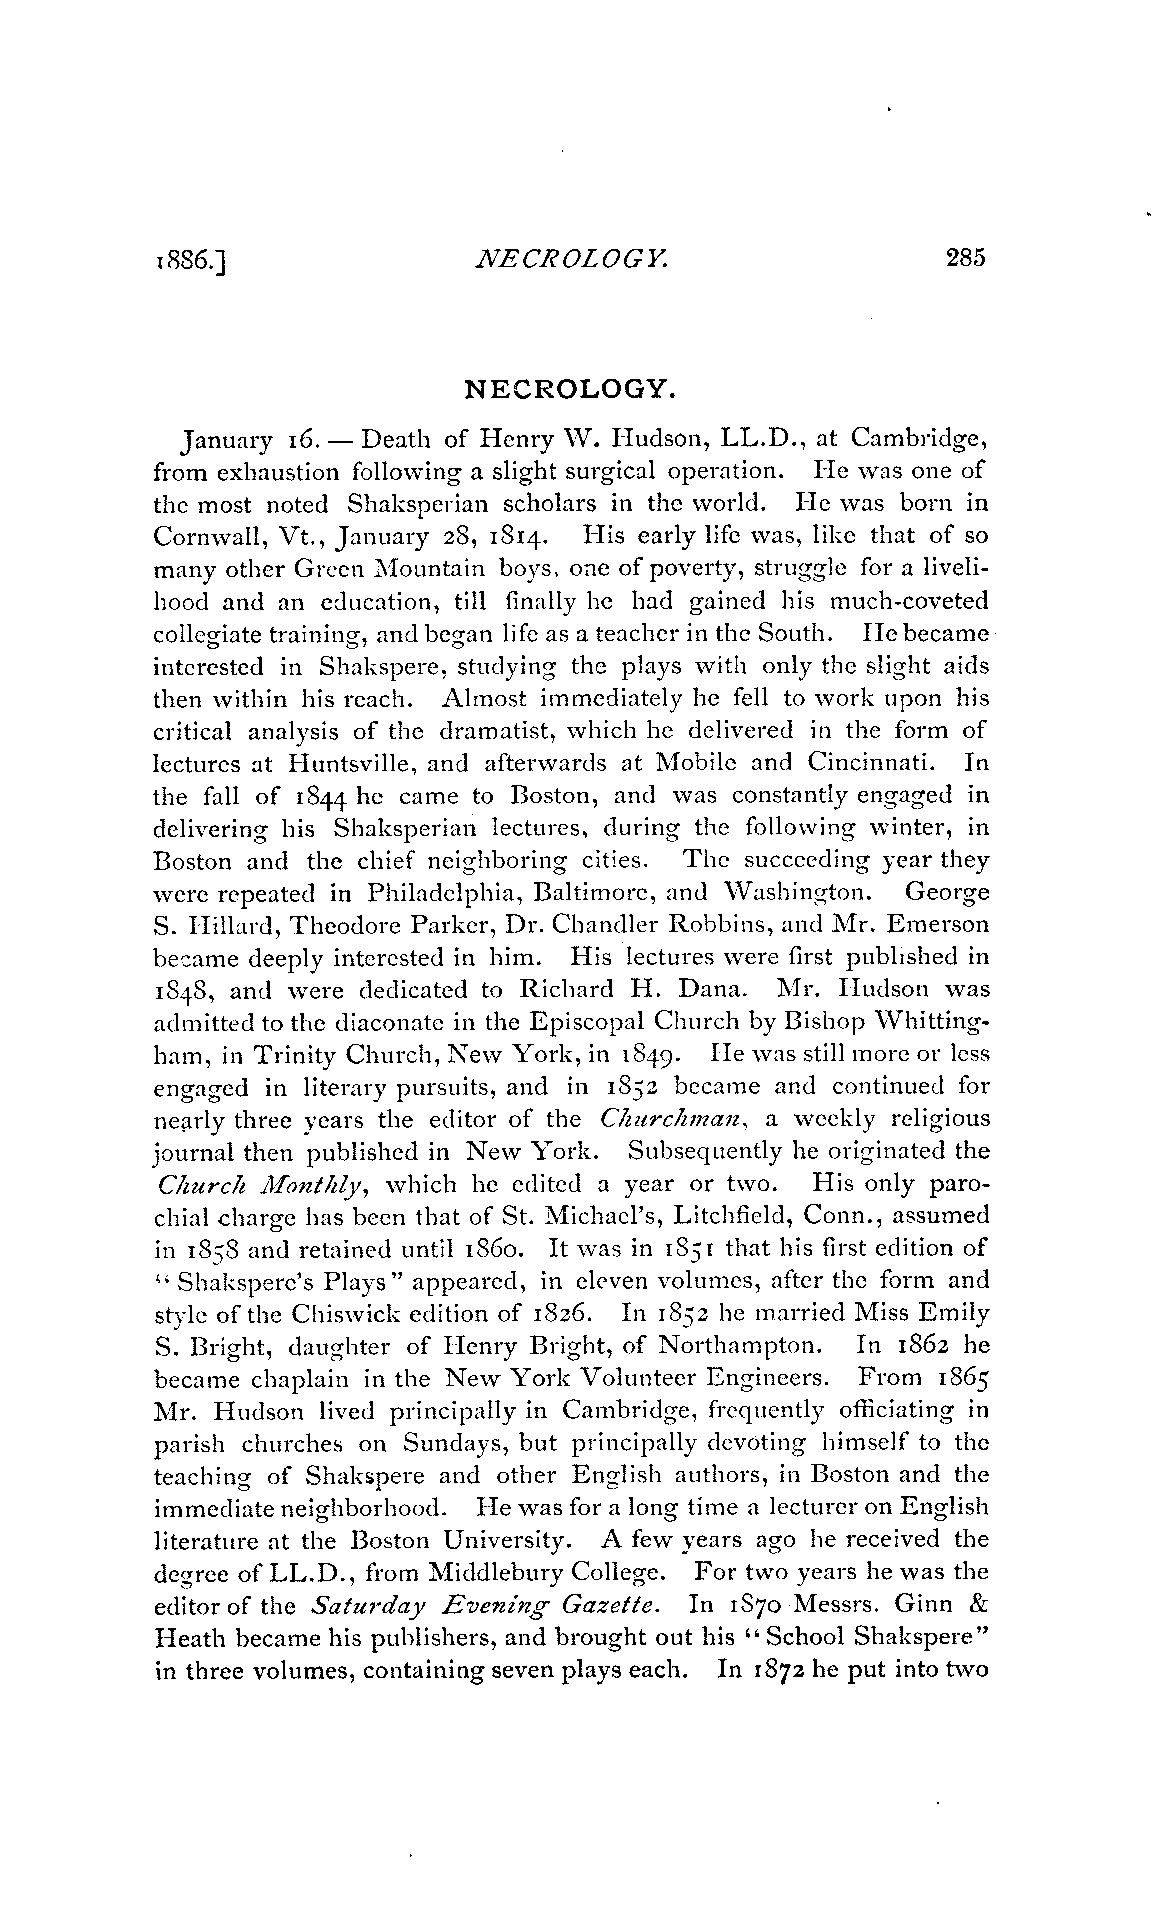 1886.] NECROLOGY. 285
NECROLOGY.
January 16. — Death of Henry W. Hudson, LL.D., at Cambridge,
from exhaustion following a slight surgical operation. He was one of
the most noted Shaksperian scholars in the world. He was born in
Cornwall, Vt., January 28, 1814. His early life was, like that of so
many other Green Mountain boys, one of poverty, struggle for a liveli-
hood and an education, till finally he had gained his much-coveted
collegiate training, and began life as a teacher in the South. He became
interested in Shakspere, studying the plays with only the slight aids
then within his reach. Almost immediately he fell to work upon his
critical analysis of the dramatist, which he delivered in the form of
lectures at Huntsville, and afterwards at Mobile and Cincinnati. In
the fall of 1844 he came to Boston, and was constantly engaged in
delivering his Shaksperian lectures, during the following winter, in
Boston and the chief neighboring cities. The succeeding year they
were repeated in Philadelphia, Baltimore, and Washington. George
S. Hillard, Theodore Parker, Dr. Chandler Robbins, and Mr. Emerson
became deeply interested in him. His lectures were first published in
1848, and were dedicated to Richard H. Dana. Mr. Hudson was
admitted to the diaconate in the Episcopal Church by Bishop Whitting-
ham, in Trinity Church, New York, in 1849. He was still more or less
engaged in literary pursuits, and in 1852 became and continued for
nearly three years the editor of the Churchman, a weekly religious
journal then published in New York. Subsequently he originated the
Church Monthly, which he edited a year or two. His only paro-
chial charge has been that of St. Michael's, Litchfield, Conn., assumed
in 1858 and retained until 1860. It was in 1851 that his first edition of
"Shakspere's Plays" appeared, in eleven volumes, after the form and
style of the Chiswick edition of 1826. In 1852 he married Miss Emily
S. Bright, daughter of Henry Bright, of Northampton. In 1862 he
became chaplain in the New York Volunteer Engineers. From 1865
Mr. Hudson lived principally in Cambridge, frequently officiating in
parish churches on Sundays, but principally devoting himself to the
teaching of Shakspere and other English authors, in Boston and the
immediate neighborhood. He was for a long time a lecturer on English
literature at the Boston University. A few years ago he received the
degree of LL.D., from Middlebury College. For two years he was the
editor of the Saturday Evening Gazette. In 1870 Messrs. Ginn &
Heath became his publishers, and brought out his "School Shakspere"
in three volumes, containing seven plays each. In 1872 he put into two